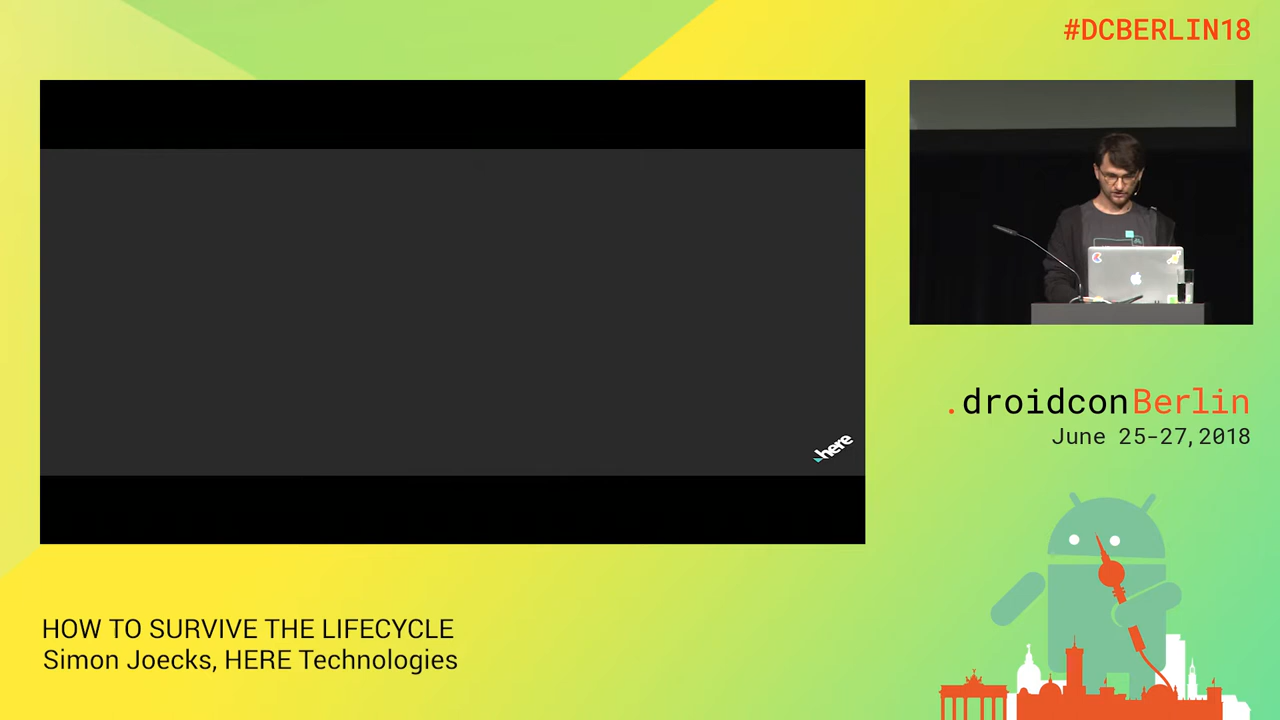 #DCBERLIN18
here
.droidconBerlin
June 25-27,2018
HOW TO SURVIVE THE LIFECYCLE
Simon Joecks, HERE Technologies